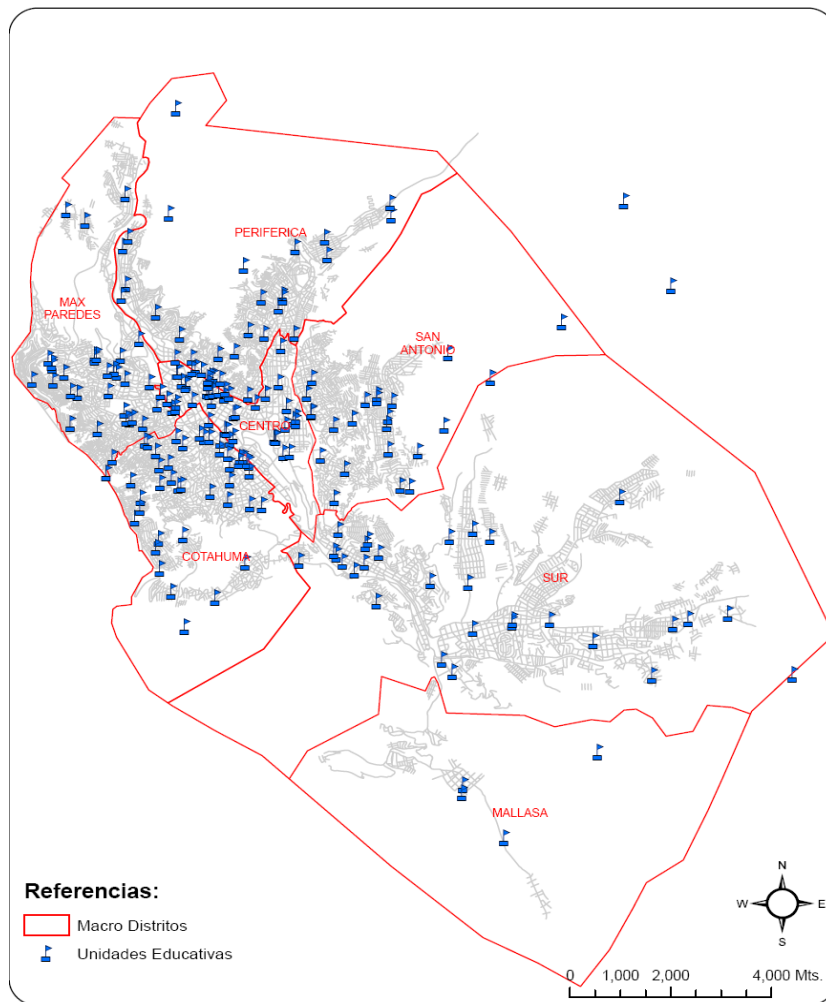 PERIFERICA
MAX
PAREDES
SAN
ANTONIO
CENTRO
COTAHUMA
SUR
MALLASA
N
W
E
S
Referencias:
Macro Distritos
Unidades Educativas
0 1,000 2,000 4,000 Mts.